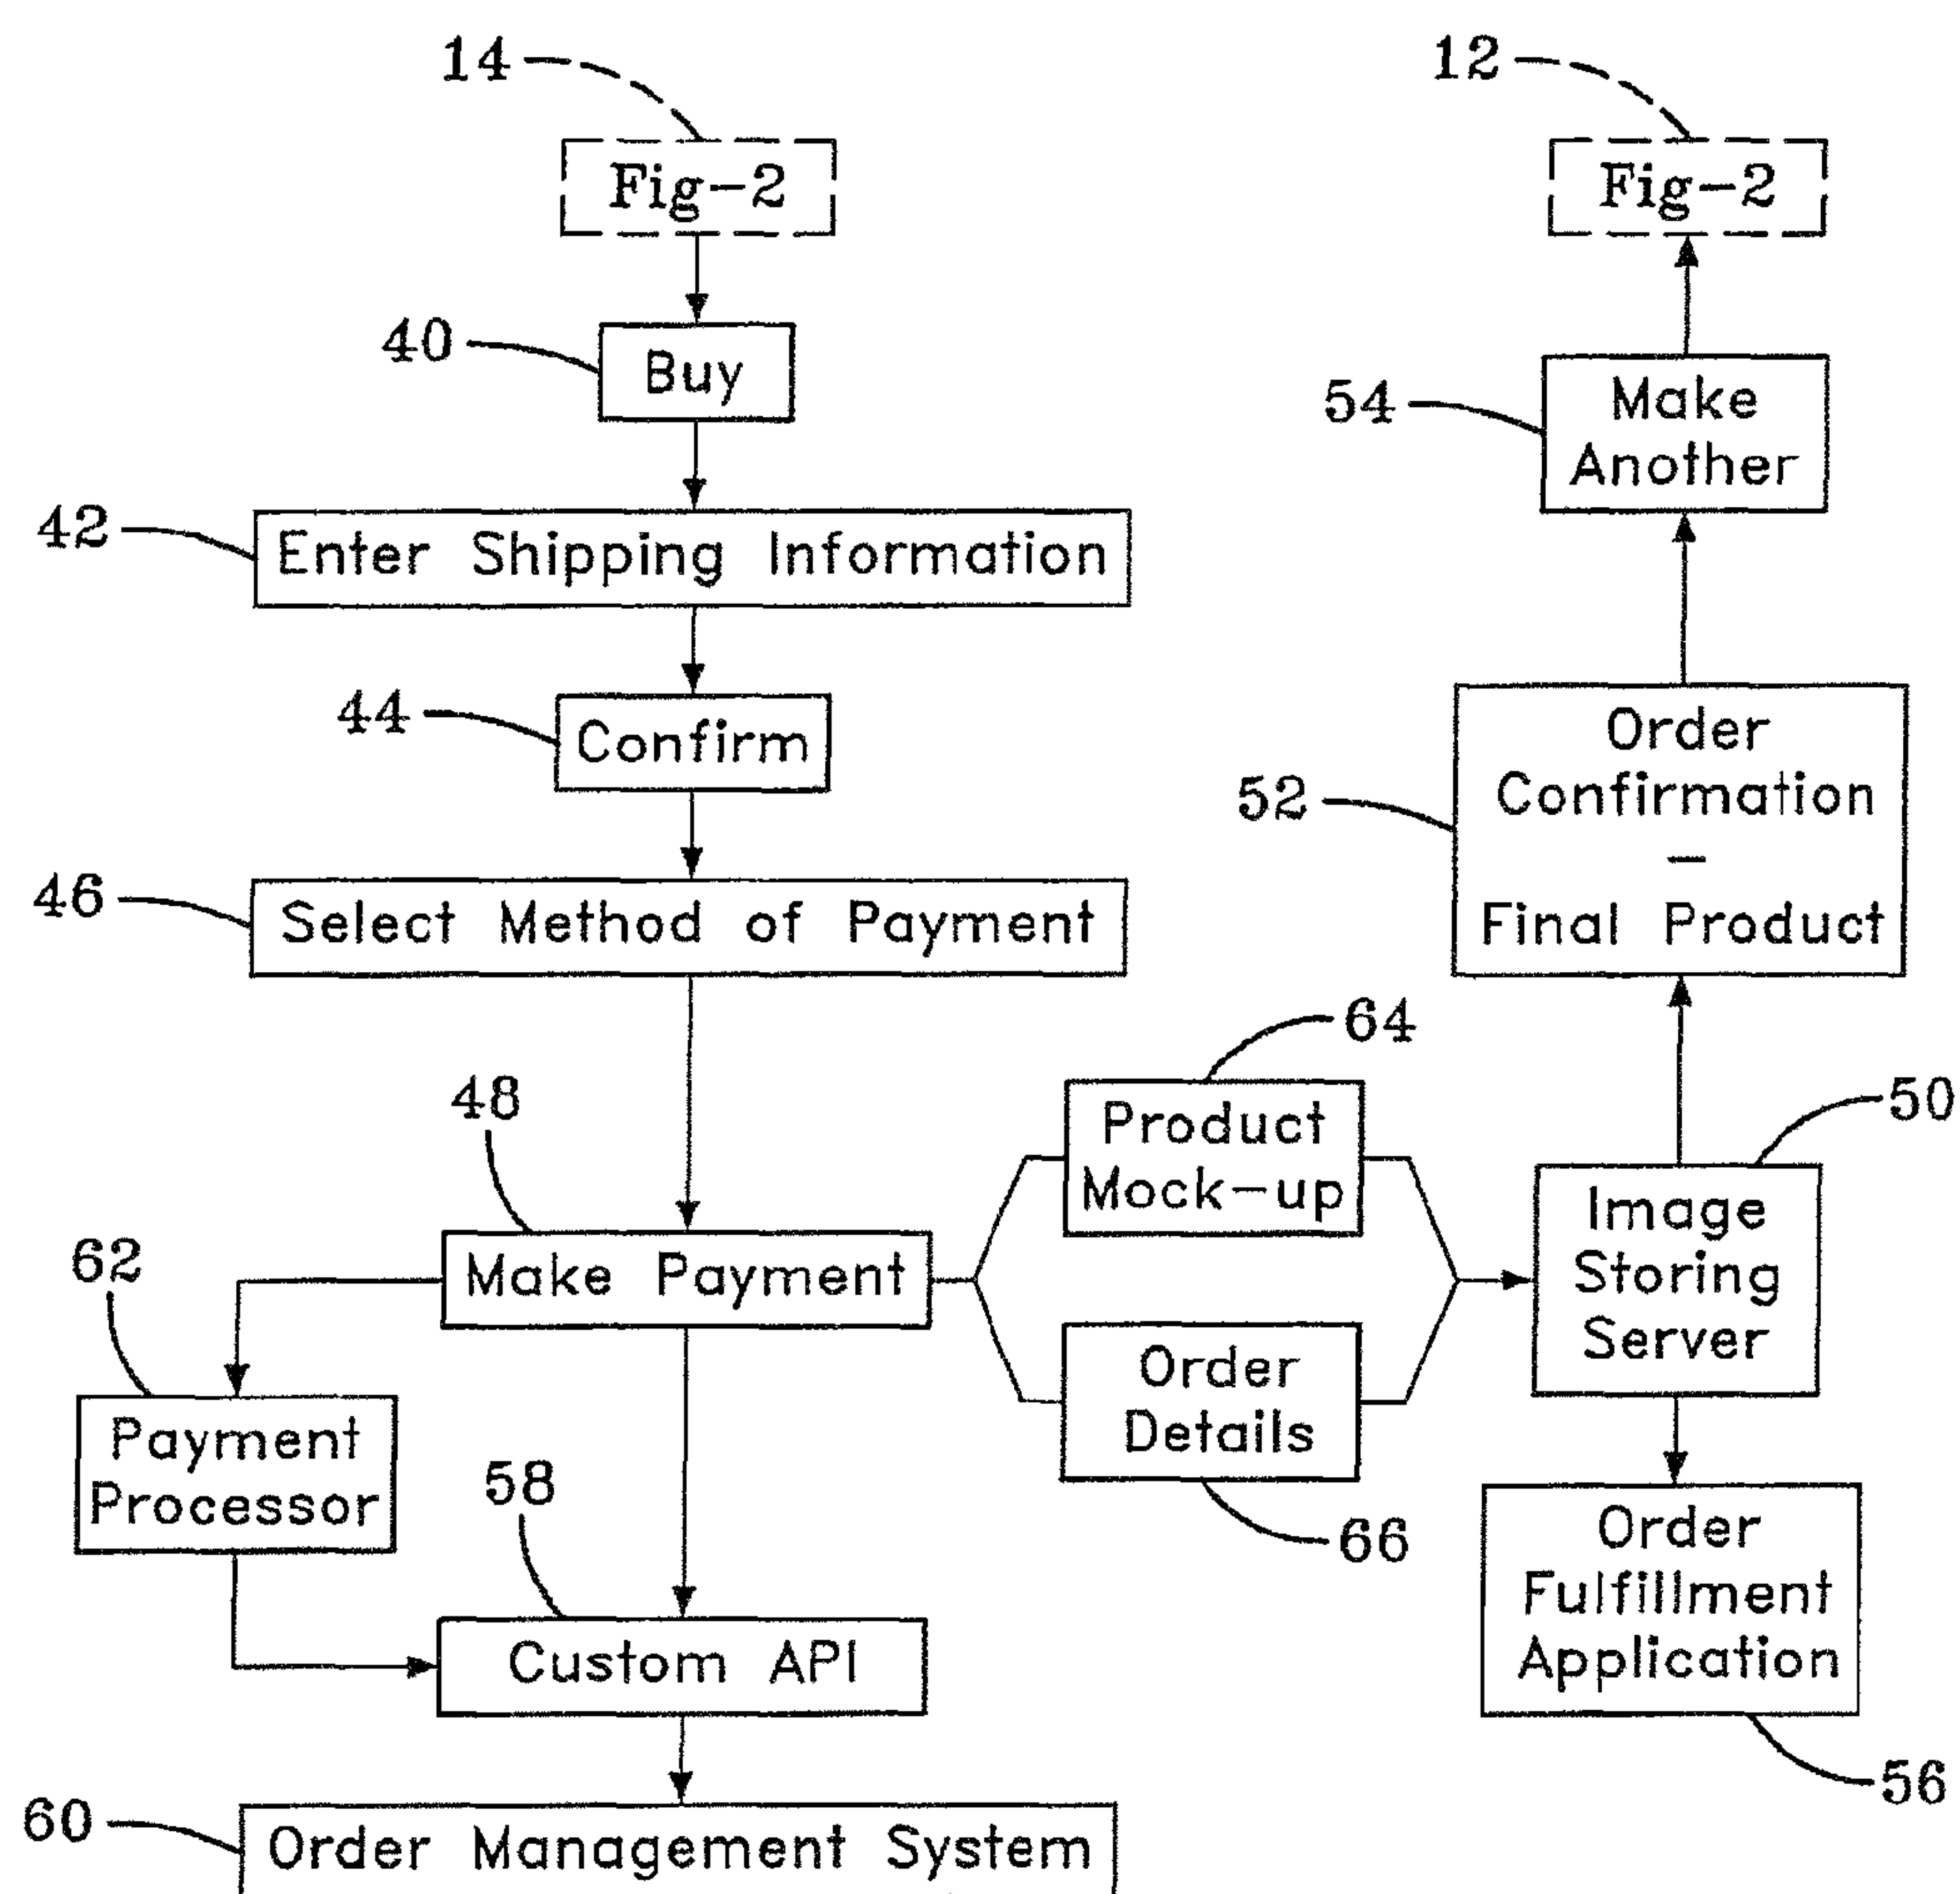 14
Fig-2
40
Buy
42
Enter Shipping Information
44
Confirm
46
Select Method of Payment
48
Make Payment
62
Payment
Processor
58
Custom API
60
Order Management System
64
Product
Mock-up
Order
Details
66
12
Fig-2
54
Make
Another
52
Order
Confirmation
—
Final Product
50
Image
Storing
Server
Order
Fulfillment
Application
56